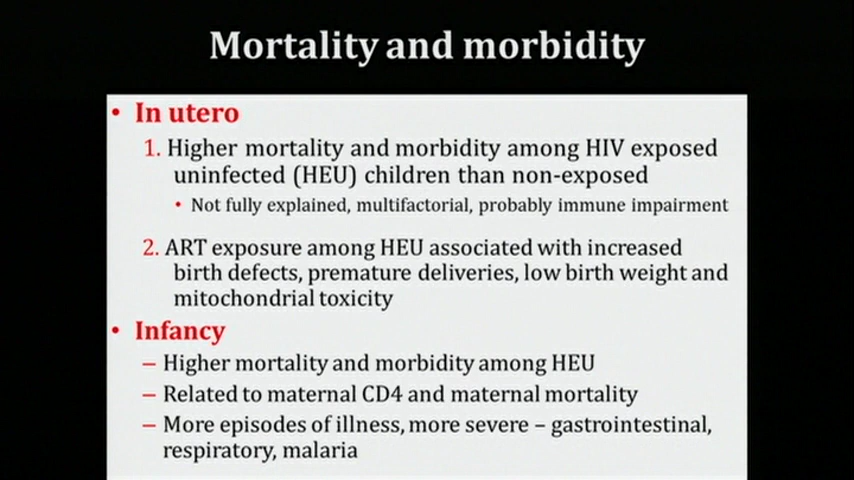 Mortality and morbidity
• In utero
1. Higher mortality and morbidity among HIV exposed
uninfected (HEU) children than non-exposed
• Not fully explained, multifactorial, probably immune impairment
2. ART exposure among HEU associated with increased
birth defects, premature deliveries, low birth weight and
mitochondrial toxicity
• Infancy
– Higher mortality and morbidity among HEU
– Related to maternal CD4 and maternal mortality
– More episodes of illness, more severe – gastrointestinal,
respiratory, malaria